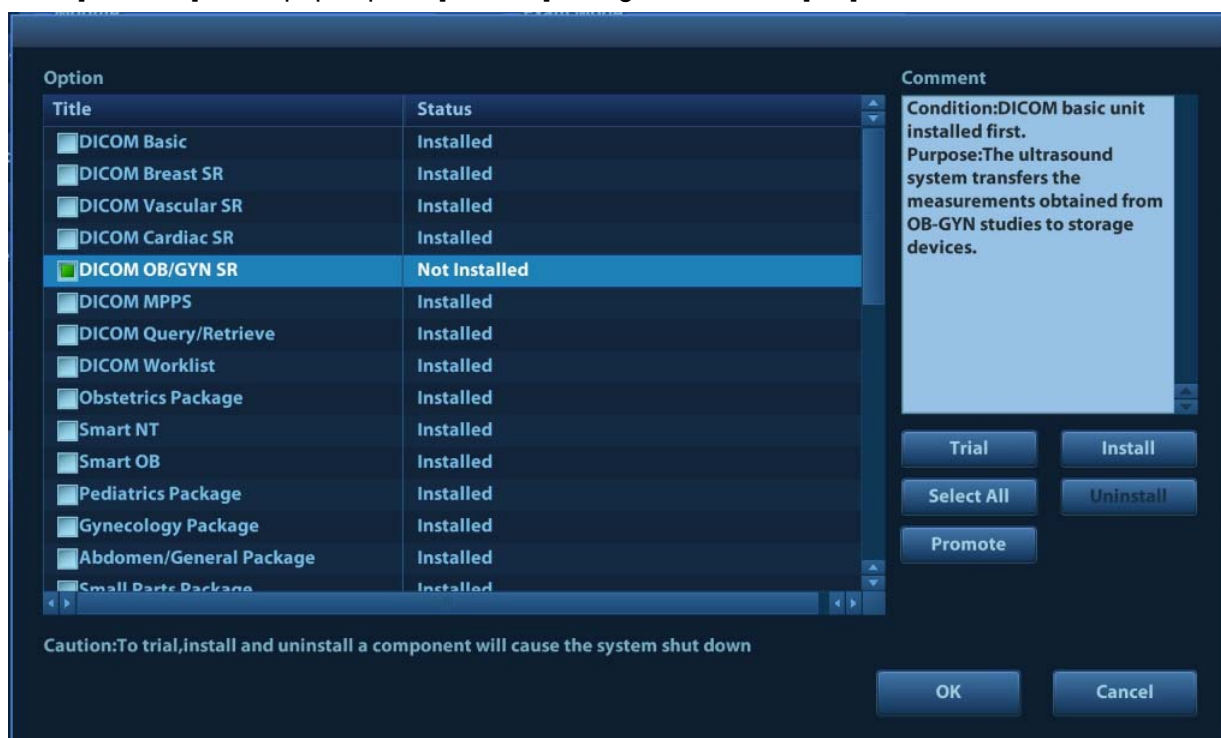 Option
Comment
Title Status
DICOM Basic Installed
DICOM Breast SR Installed
DICOM Vascular SR Installed
DICOM Cardiac SR Installed
DICOM OB/GYN SR Not Installed
DICOM MPPS Installed
DICOM Query/Retrieve Installed
DICOM Worklist Installed
Obstetrics Package Installed
Smart NT Installed
Smart OB Installed
Pediatrics Package Installed
Gynecology Package Installed
Abdomen/General Package Installed
Small Parts Package Installed
Condition:DICOM basic unit
installed first.
Purpose:The ultrasound
system transfers the
measurements obtained from
OB-GYN studies to storage
devices.
Trial Install
Select All Uninstall
Promote
Caution:To trial,install and uninstall a component will cause the system shut down
OK Cancel